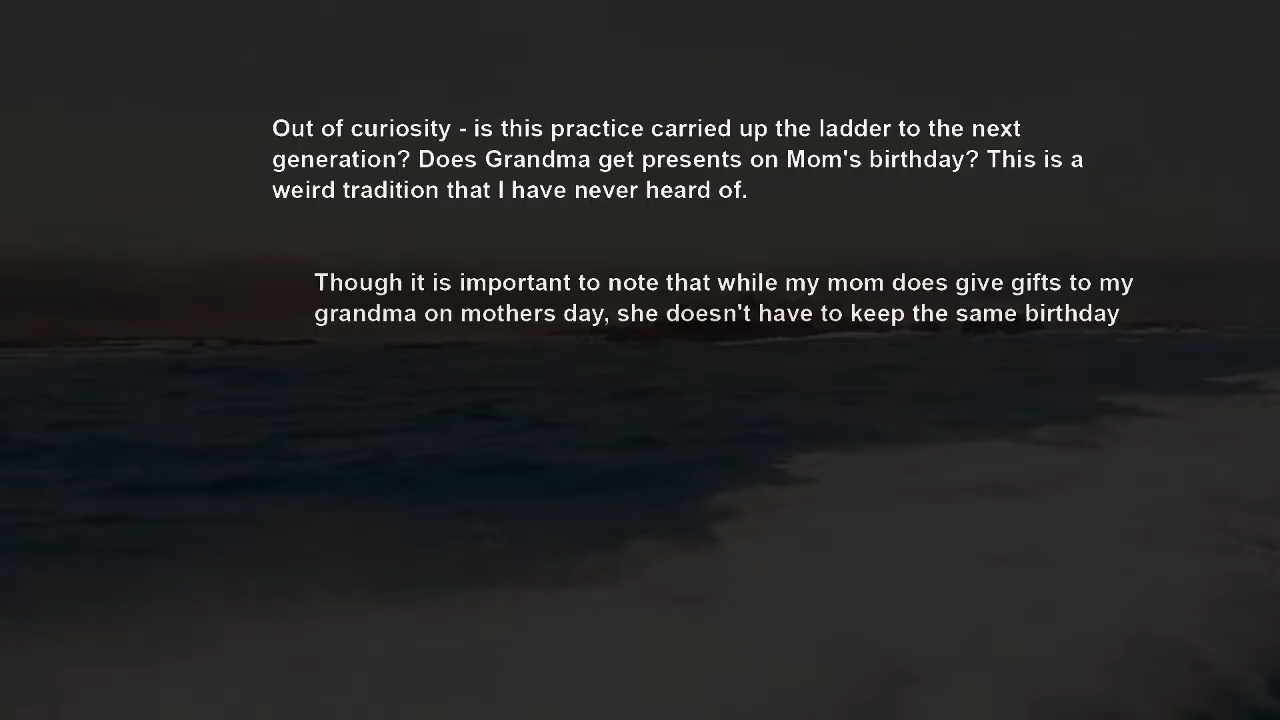 Out of curiosity - is this practice carried up the ladder to the next
generation? Does Grandma get presents on Mom's birthday? This is a
weird tradition that I have never heard of.
Though it is important to note that while my mom does give gifts to my
grandma on mothers day, she doesn't have to keep the same birthday